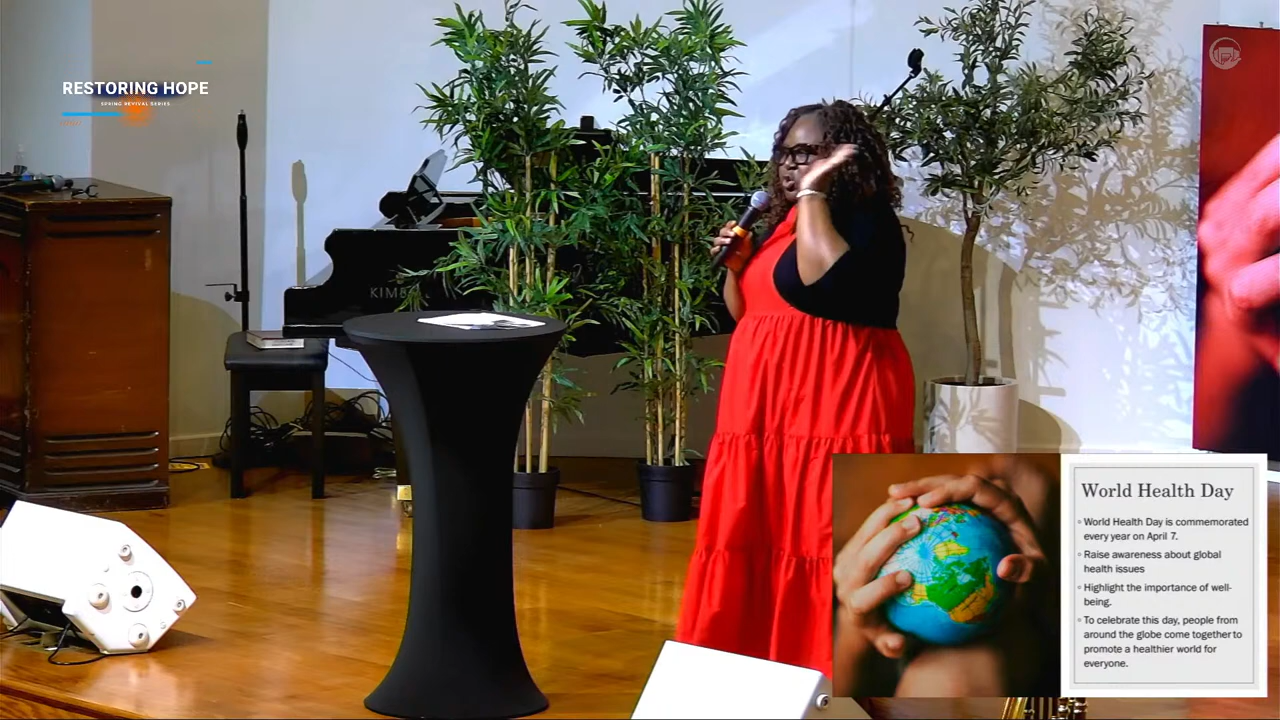 RESTORING HOPE
SPRING REVIVAL SERIES
KIMB
World Health Day
World Health Day is commemorated
every year on April 7.
Raise awareness about global
health issues
Highlight the importance of well-
being.
To celebrate this day, people from
around the globe come together to
promote a healthier world for
everyone.